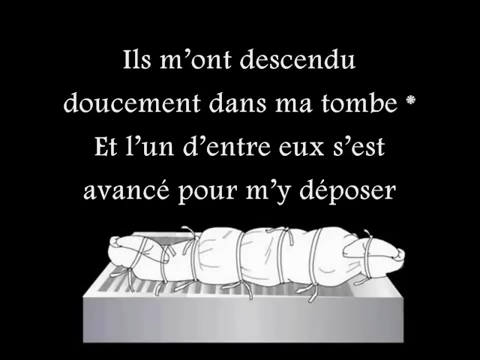 Ils m’ont descendu
doucement dans ma tombe *
Et l’un d’entre eux s’est
avancé pour m’y déposer